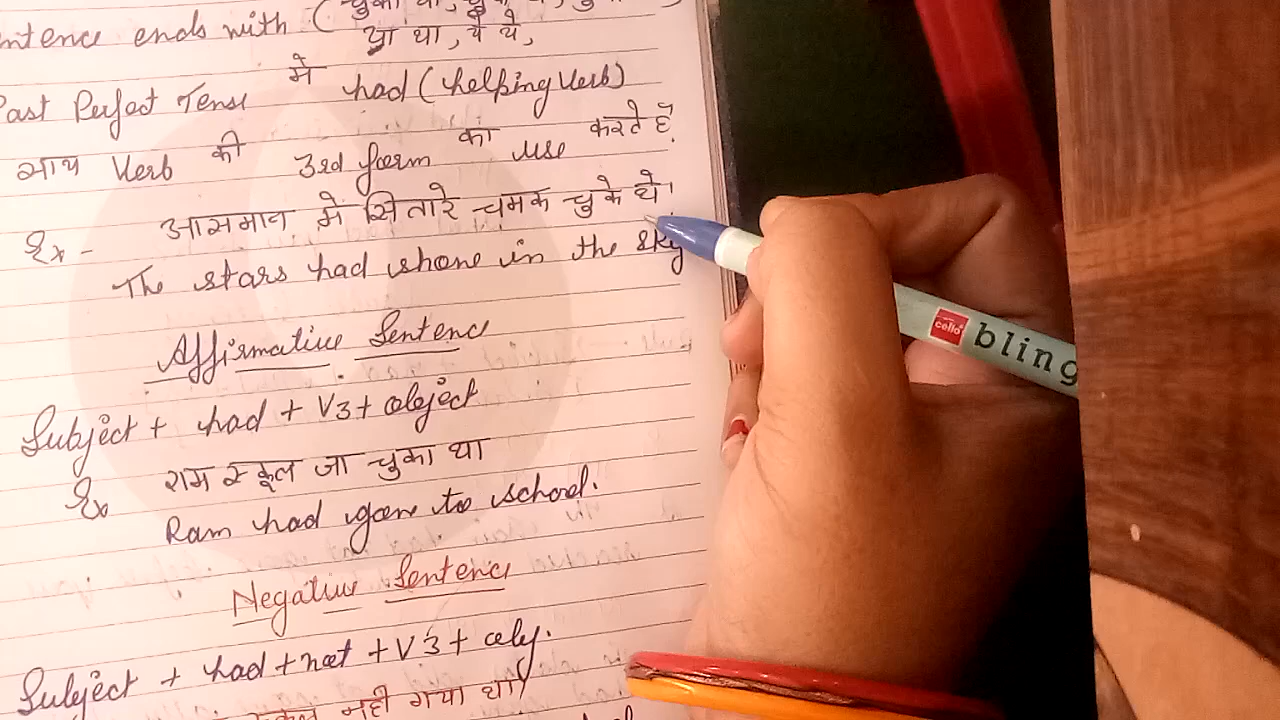 ntence ends with (चुका था, चुके थे, चु
या था, ये थे,
Past Perfect Tense में had (helping Verb)
साथ Verb की 3rd form का use करते हैं
Ex - आसमान में सितारे चमक चुके थे।
The stars had shone in the sky
Affirmative Sentence
Subject + had + V3 + object
Ex राम स्कूल जा चुका था
Ram had gone to school.
Negative Sentence
Subject + had + not + V3 + obj.
स्कूल नही गया था।
cello bling